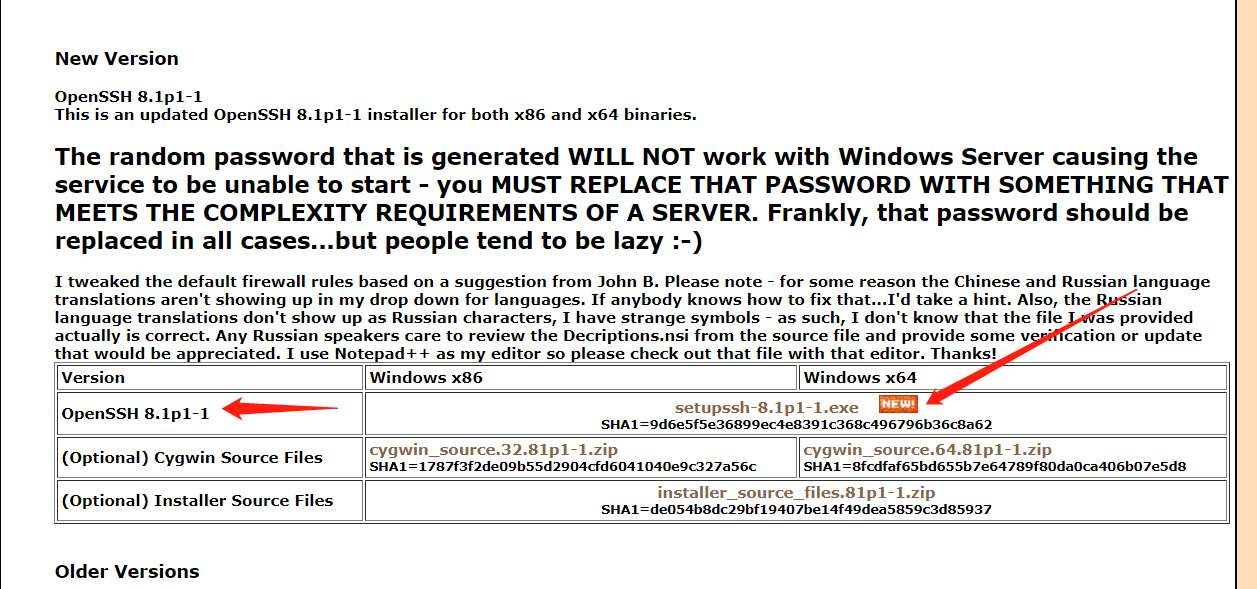 New Version
OpenSSH 8.1p1-1
This is an updated OpenSSH 8.1p1-1 installer for both x86 and x64 binaries.
The random password that is generated WILL NOT work with Windows Server causing the
service to be unable to start - you MUST REPLACE THAT PASSWORD WITH SOMETHING THAT
MEETS THE COMPLEXITY REQUIREMENTS OF A SERVER. Frankly, that password should be
replaced in all cases...but people tend to be lazy :-)
I tweaked the default firewall rules based on a suggestion from John B. Please note - for some reason the Chinese and Russian language
translations aren't showing up in my drop down for languages. If anybody knows how to fix that...I'd take a hint. Also, the Russian
language translations don't show up as Russian characters, I have strange symbols - as such, I don't know that the file I was provided
actually is correct. Any Russian speakers care to review the Decriptions.nsi from the source file and provide some verification or update
that would be appreciated. I use Notepad++ as my editor so please check out that file with that editor. Thanks!
Version Windows x86 Windows x64
OpenSSH 8.1p1-1 setupssh-8.1p1-1.exe NEW!
SHA1=9d6e5f5e36899ec4e8391c368c496796b36c8a62
(Optional) Cygwin Source Files cygwin_source.32.81p1-1.zip cygwin_source.64.81p1-1.zip
SHA1=1787f3f2de09b55d2904cfd6041040e9c327a56c SHA1=8fcdfaf65bd655b7e64789f80da0ca406b07e5d8
(Optional) Installer Source Files installer_source_files.81p1-1.zip
SHA1=de054b8dc29bf19407be14f49dea5859c3d85937
Older Versions